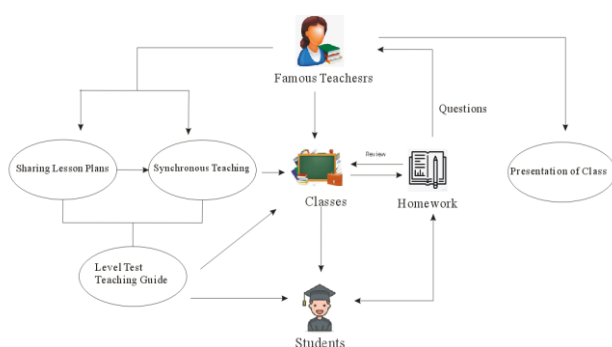 Famous Teachesrs
Questions
Sharing Lesson Plans
Synchronous Teaching
Review
Presentation of Class
Classes
Homework
Level Test
Teaching Guide
Students